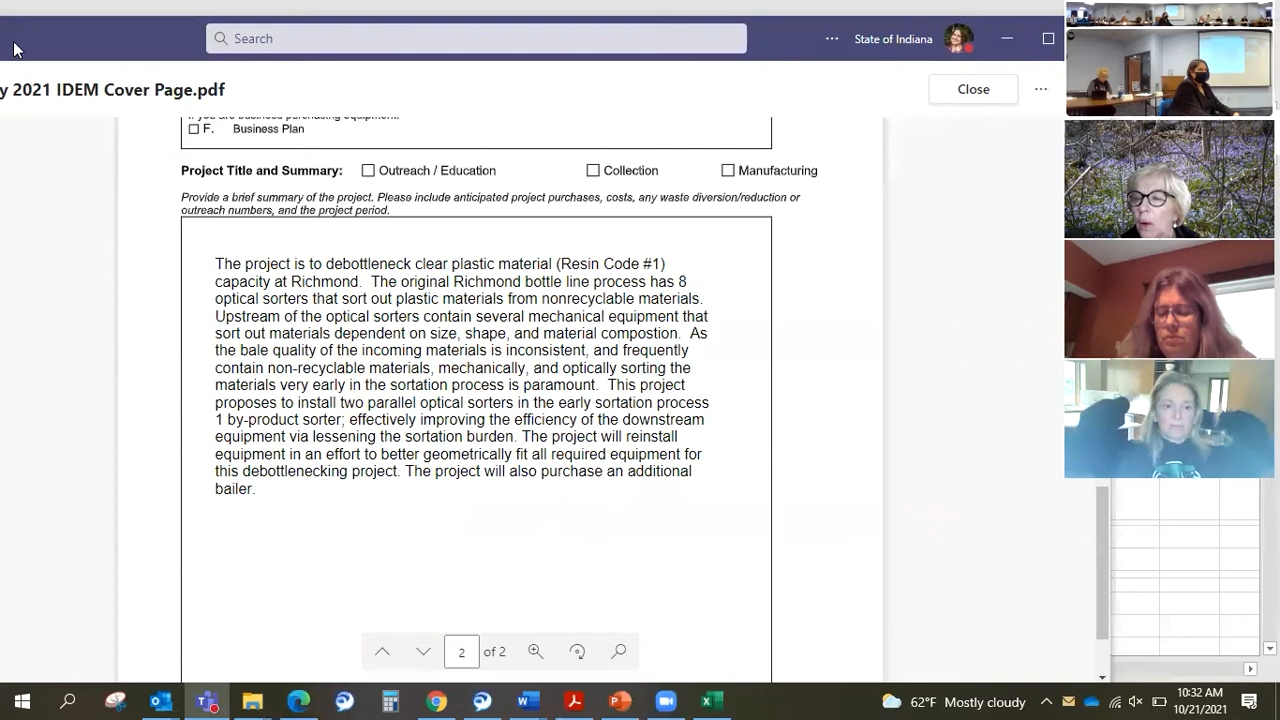 Search
State of Indiana
y 2021 IDEM Cover Page.pdf
Close
If you are business purchasing equipment:
F. Business Plan
Project Title and Summary: Outreach / Education Collection Manufacturing
Provide a brief summary of the project. Please include anticipated project purchases, costs, any waste diversion/reduction or
outreach numbers, and the project period.
The project is to debottleneck clear plastic material (Resin Code #1)
capacity at Richmond. The original Richmond bottle line process has 8
optical sorters that sort out plastic materials from nonrecyclable materials.
Upstream of the optical sorters contain several mechanical equipment that
sort out materials dependent on size, shape, and material compostion. As
the bale quality of the incoming materials is inconsistent, and frequently
contain non-recyclable materials, mechanically, and optically sorting the
materials very early in the sortation process is paramount. This project
proposes to install two parallel optical sorters in the early sortation process
1 by-product sorter; effectively improving the efficiency of the downstream
equipment via lessening the sortation burden. The project will reinstall
equipment in an effort to better geometrically fit all required equipment for
this debottlenecking project. The project will also purchase an additional
bailer.
2 of 2
62°F Mostly cloudy
10:32 AM
10/21/2021